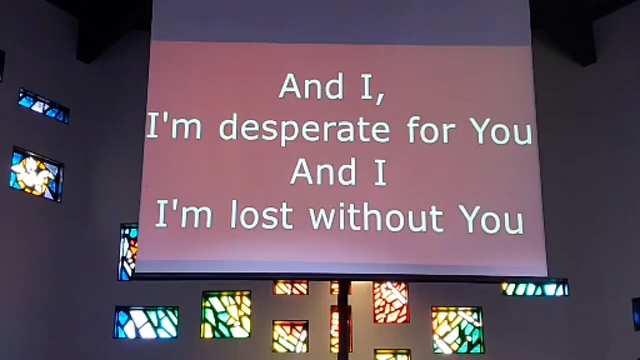 And I,
I'm desperate for You
And I
I'm lost without You